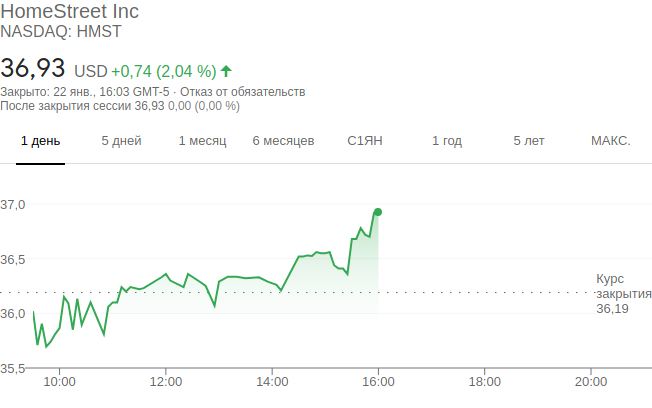 HomeStreet Inc
NASDAQ: HMST
36,93 USD +0,74 (2,04 %)
Закрыто: 22 янв., 16:03 GMT-5 · Отказ от обязательств
После закрытия сессии 36,93 0,00 (0,00 %)
1 день 5 дней 1 месяц 6 месяцев С1ЯН 1 год 5 лет МАКС.
37,0
36,5
Курс
закрытия
36,19
36,0
35,5
10:00 12:00 14:00 16:00 18:00 20:00